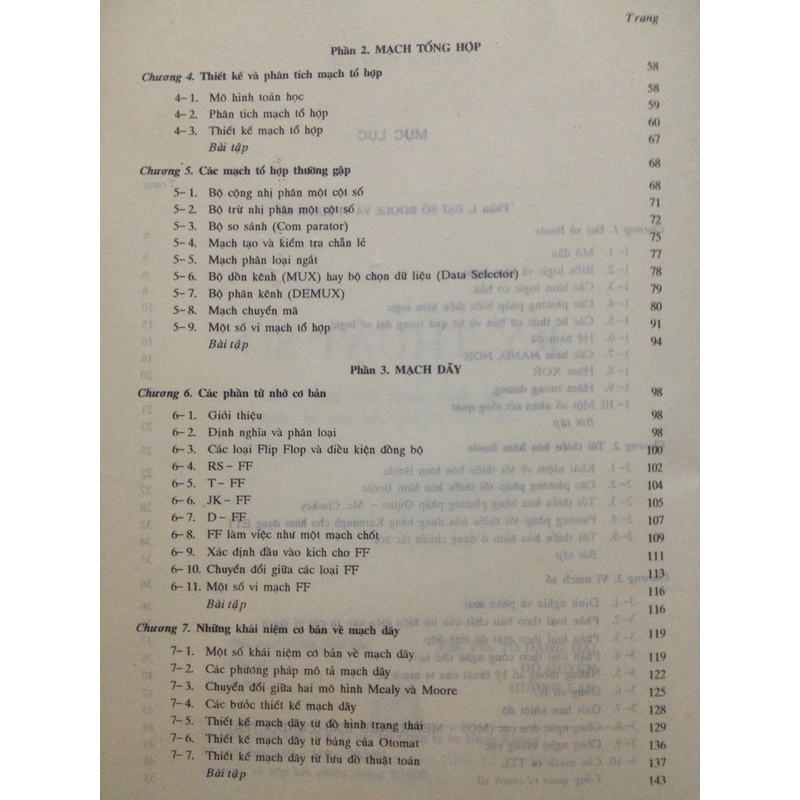 Trang
Phần 2. MẠCH TỔNG HỢP
Chương 4. Thiết kế và phân tích mạch tổ hợp 58
4- 1. Mô hình toán học 58
4- 2. Phân tích mạch tổ hợp 59
4- 3. Thiết kế mạch tổ hợp 60
Bài tập 67
Chương 5. Các mạch tổ hợp thường gặp 68
5- 1. Bộ cộng nhị phân một cột số 68
5- 2. Bộ trừ nhị phân một cột số 71
5- 3. Bộ so sánh (Com parator) 72
5- 4. Mạch tạo và kiểm tra chẵn lẻ 75
5- 5. Mạch phân loại ngắt 77
5- 6. Bộ dồn kênh (MUX) hay bộ chọn dữ liệu (Data Selector) 78
5- 7. Bộ phân kênh (DEMUX) 79
5- 8. Mạch chuyển mã 80
5- 9. Một số vi mạch tổ hợp 91
Bài tập 94
Phần 3. MẠCH DÃY
Chương 6. Các phần tử nhớ cơ bản 98
6- 1. Giới thiệu 98
6- 2. Định nghĩa và phân loại 98
6- 3. Các loại Flip Flop và điều kiện đồng bộ 100
6- 4. RS- FF 102
6- 5. T- FF 104
6- 6. JK- FF 105
6- 7. D- FF 107
6- 8. FF làm việc như một mạch chốt 109
6- 9. Xác định đầu vào kích cho FF 111
6- 10. Chuyển đổi giữa các loại FF 113
6- 11. Một số vi mạch FF 116
Bài tập 116
Chương 7. Những khái niệm cơ bản về mạch dãy 119
7- 1. Một số khái niệm cơ bản về mạch dãy 119
7- 2. Các phương pháp mô tả mạch dãy 122
7- 3. Chuyển đổi giữa hai mô hình Mealy và Moore 125
7- 4. Các bước thiết kế mạch dãy 128
7- 5. Thiết kế mạch dãy từ đồ hình trạng thái 129
7- 6. Thiết kế mạch dãy từ bảng của Otomat 136
7- 7. Thiết kế mạch dãy từ lưu đồ thuật toán 137
Bài tập 143